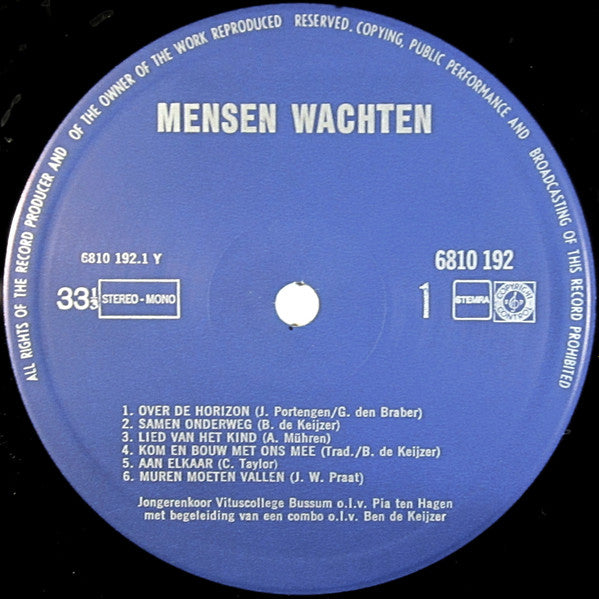 ALL RIGHTS OF THE RECORD PRODUCER AND OF THE OWNER OF THE WORK REPRODUCED RESERVED. COPYING, PUBLIC PERFORMANCE AND BROADCASTING OF THIS RECORD PROHIBITED
MENSEN WACHTEN
6810 192.1 Y
6810 192
33⅓ STEREO-MONO
1 STEMRA COPYRIGHT CONTROL
1. OVER DE HORIZON (J. Portengen/G. den Braber)
2. SAMEN ONDERWEG (B. de Keijzer)
3. LIED VAN HET KIND (A. Mühren)
4. KOM EN BOUW MET ONS MEE (Trad./B. de Keijzer)
5. AAN ELKAAR (C. Taylor)
6. MUREN MOETEN VALLEN (J. W. Praat)
Jongerenkoor Vituscollege Bussum o.l.v. Pia ten Hagen
met begeleiding van een combo o.l.v. Ben de Keijzer